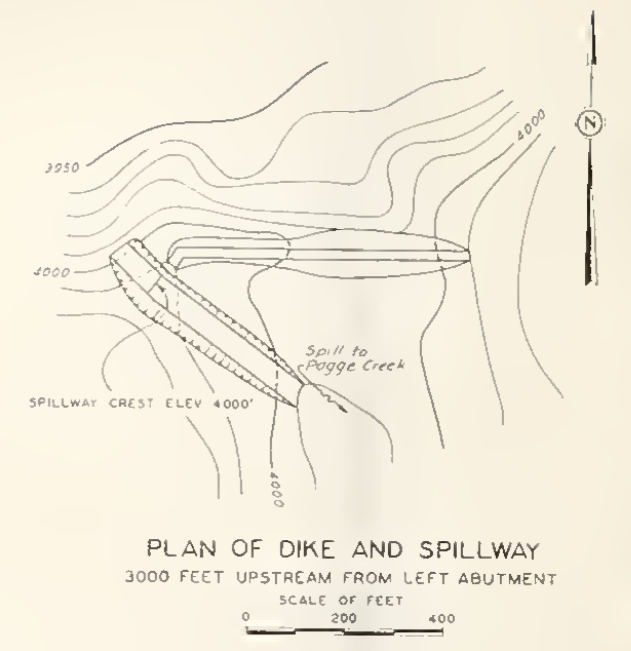 N
4000
3950
4000
Spill to
Pogge Creek
SPILLWAY CREST ELEV 4000'
4000
PLAN OF DIKE AND SPILLWAY
3000 FEET UPSTREAM FROM LEFT ABUTMENT
SCALE OF FEET
0 200 400